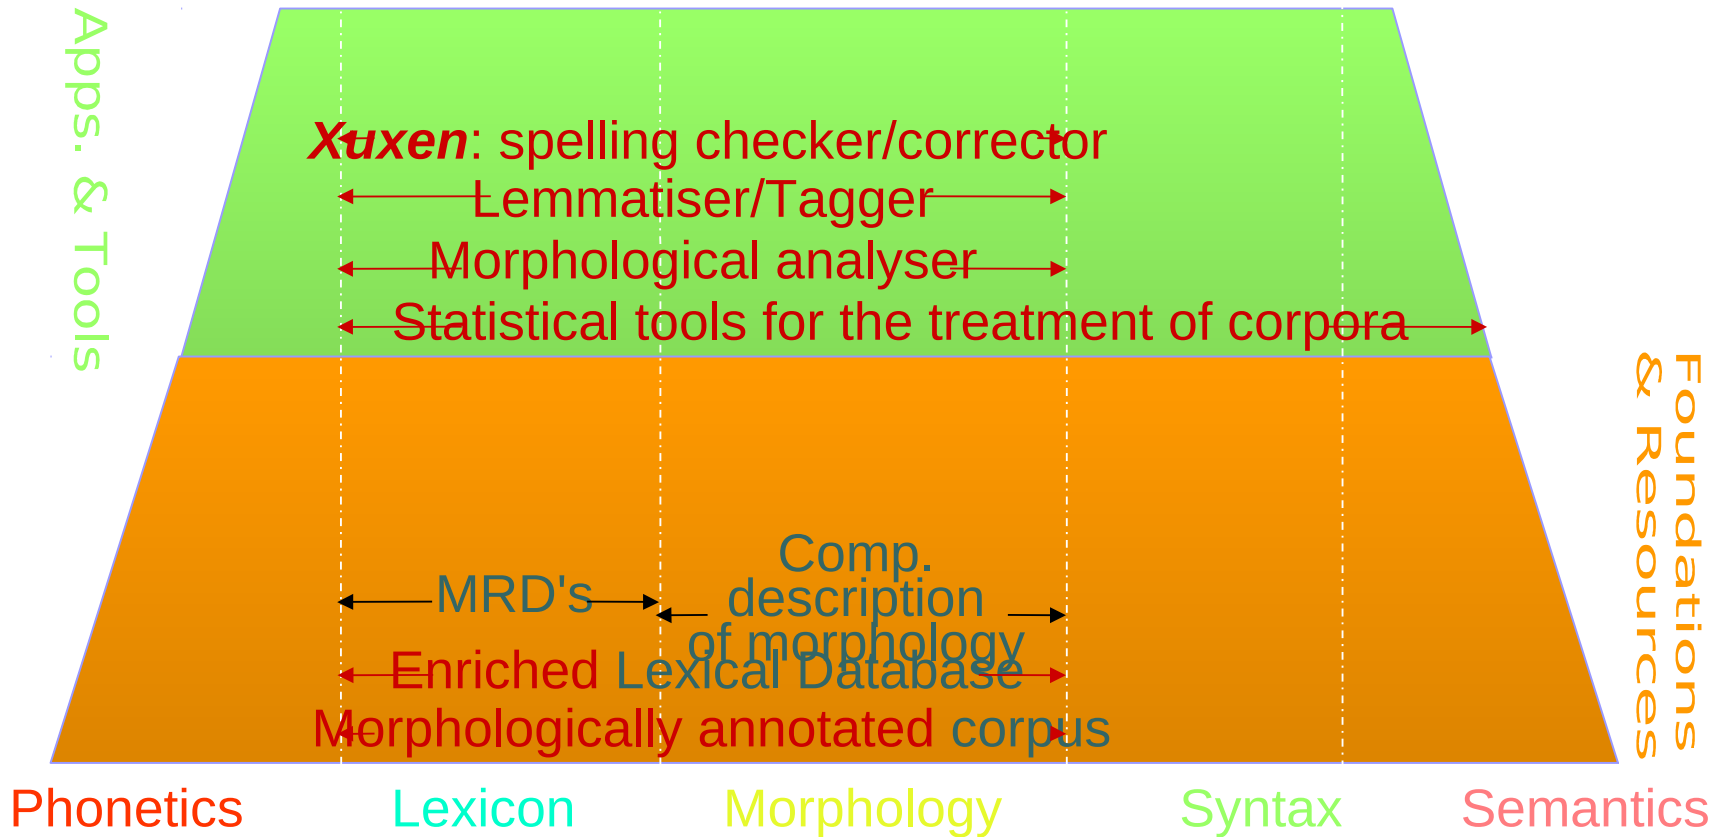 Apps. & Tools
Xuxen: spelling checker/corrector
Lemmatiser/Tagger
Morphological analyser
Statistical tools for the treatment of corpora
Foundations
& Resources
Comp.
description
of morphology
MRD's
Enriched Lexical Database
Morphologically annotated corpus
Phonetics Lexicon Morphology Syntax Semantics